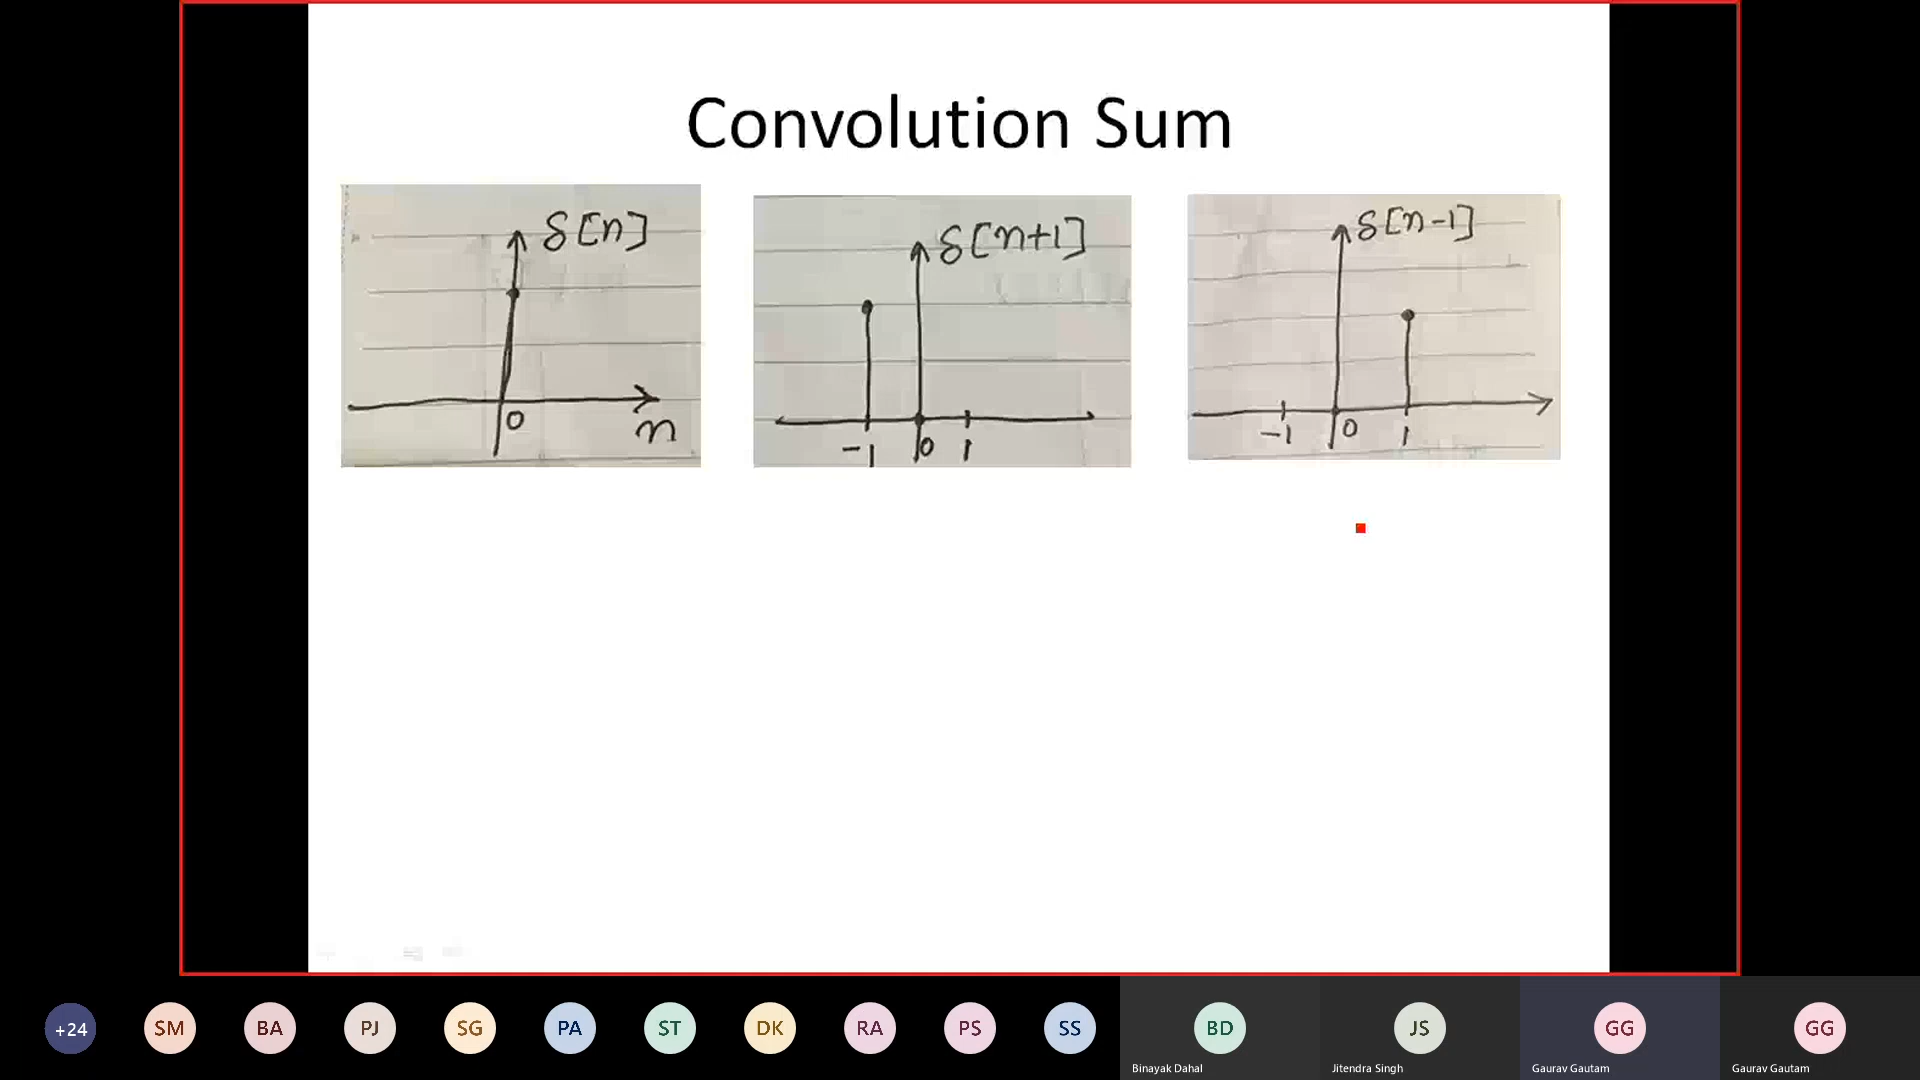 Convolution Sum
δ[n]
0
n
δ[n+1]
-1 0 1
δ[n-1]
-1 0 1
+24 SM BA PJ SG PA ST DK RA PS SS BD JS GG GG
Binayak Dahal Jitendra Singh Gaurav Gautam Gaurav Gautam